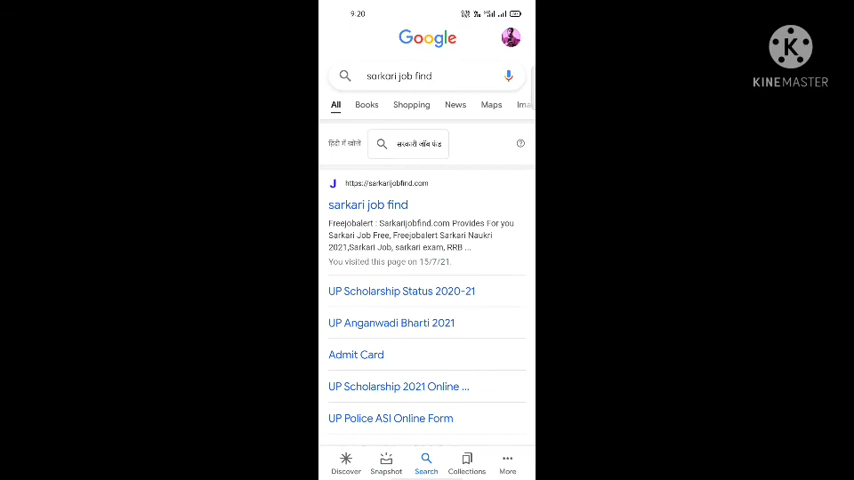 9:20
Google
sarkari job find
All Books Shopping News Maps Ima
हिंदी में खोजें सरकारी जॉब फंड
J https://sarkarijobfind.com
sarkari job find
Freejobalert : Sarkarijobfind.com Provides For you
Sarkari Job Free, Freejobalert Sarkari Naukri
2021,Sarkari Job, sarkari exam, RRB ...
You visited this page on 15/7/21.
UP Scholarship Status 2020-21
UP Anganwadi Bharti 2021
Admit Card
UP Scholarship 2021 Online ...
UP Police ASI Online Form
Discover Snapshot Search Collections More
K
KINEMASTER